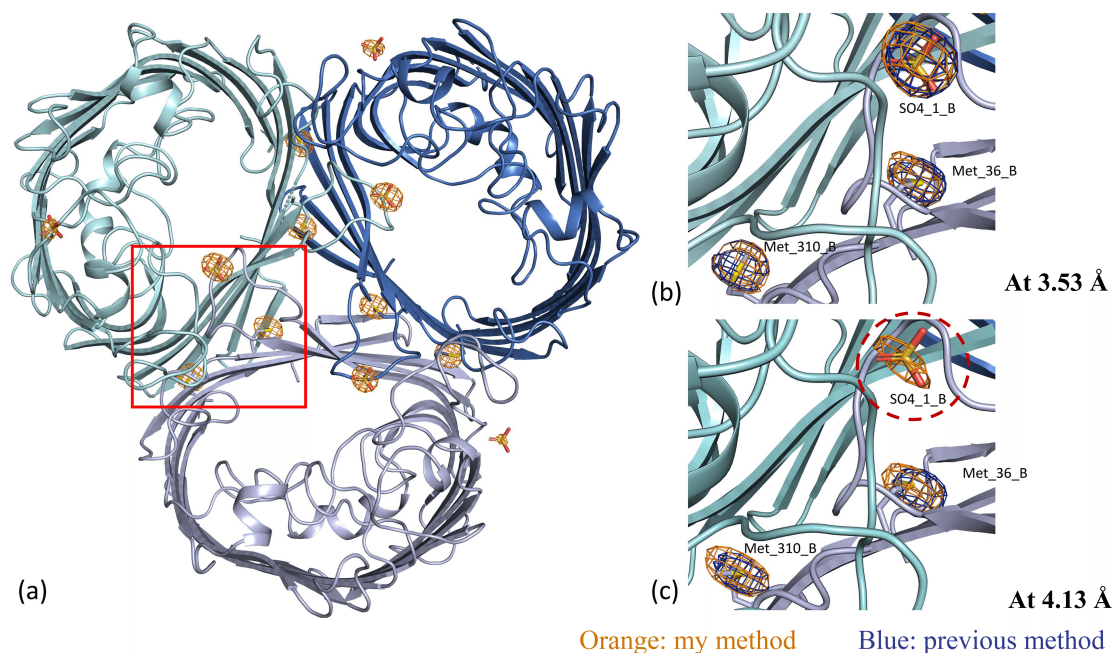 SO4_1_B
Met_36_B
Met_310_B
(b)
At 3.53 Å
SO4_1_B
Met_36_B
Met_310_B
(a)
(c)
At 4.13 Å
Orange: my method
Blue: previous method